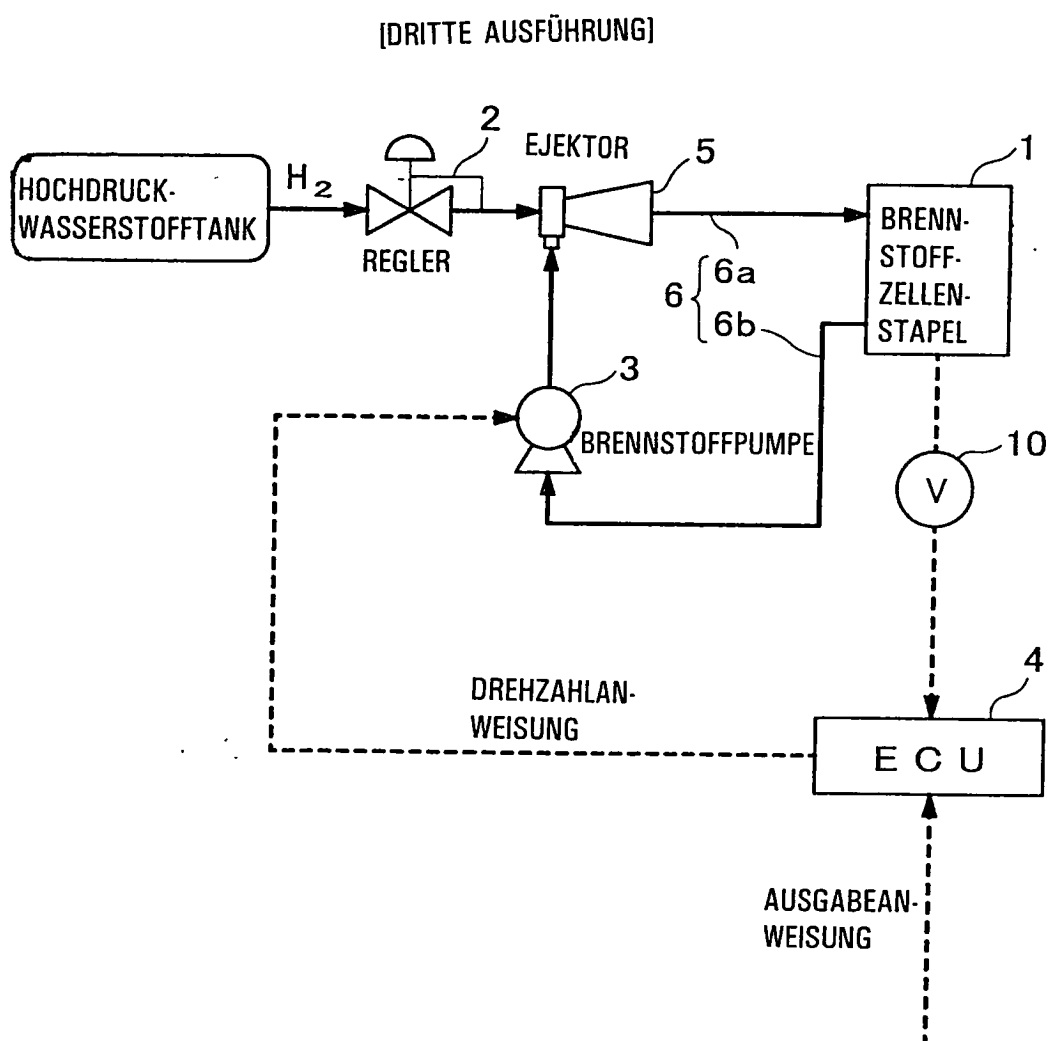 [DRITTE AUSFÜHRUNG]
2
EJEKTOR
5
1
HOCHDRUCK-
WASSERSTOFFTANK
H₂
REGLER
BRENN-
STOFF-
ZELLEN-
STAPEL
6
6a
6b
3
BRENNSTOFFPUMPE
10
V
4
DREHZAHLAN-
WEISUNG
ECU
AUSGABEAN-
WEISUNG